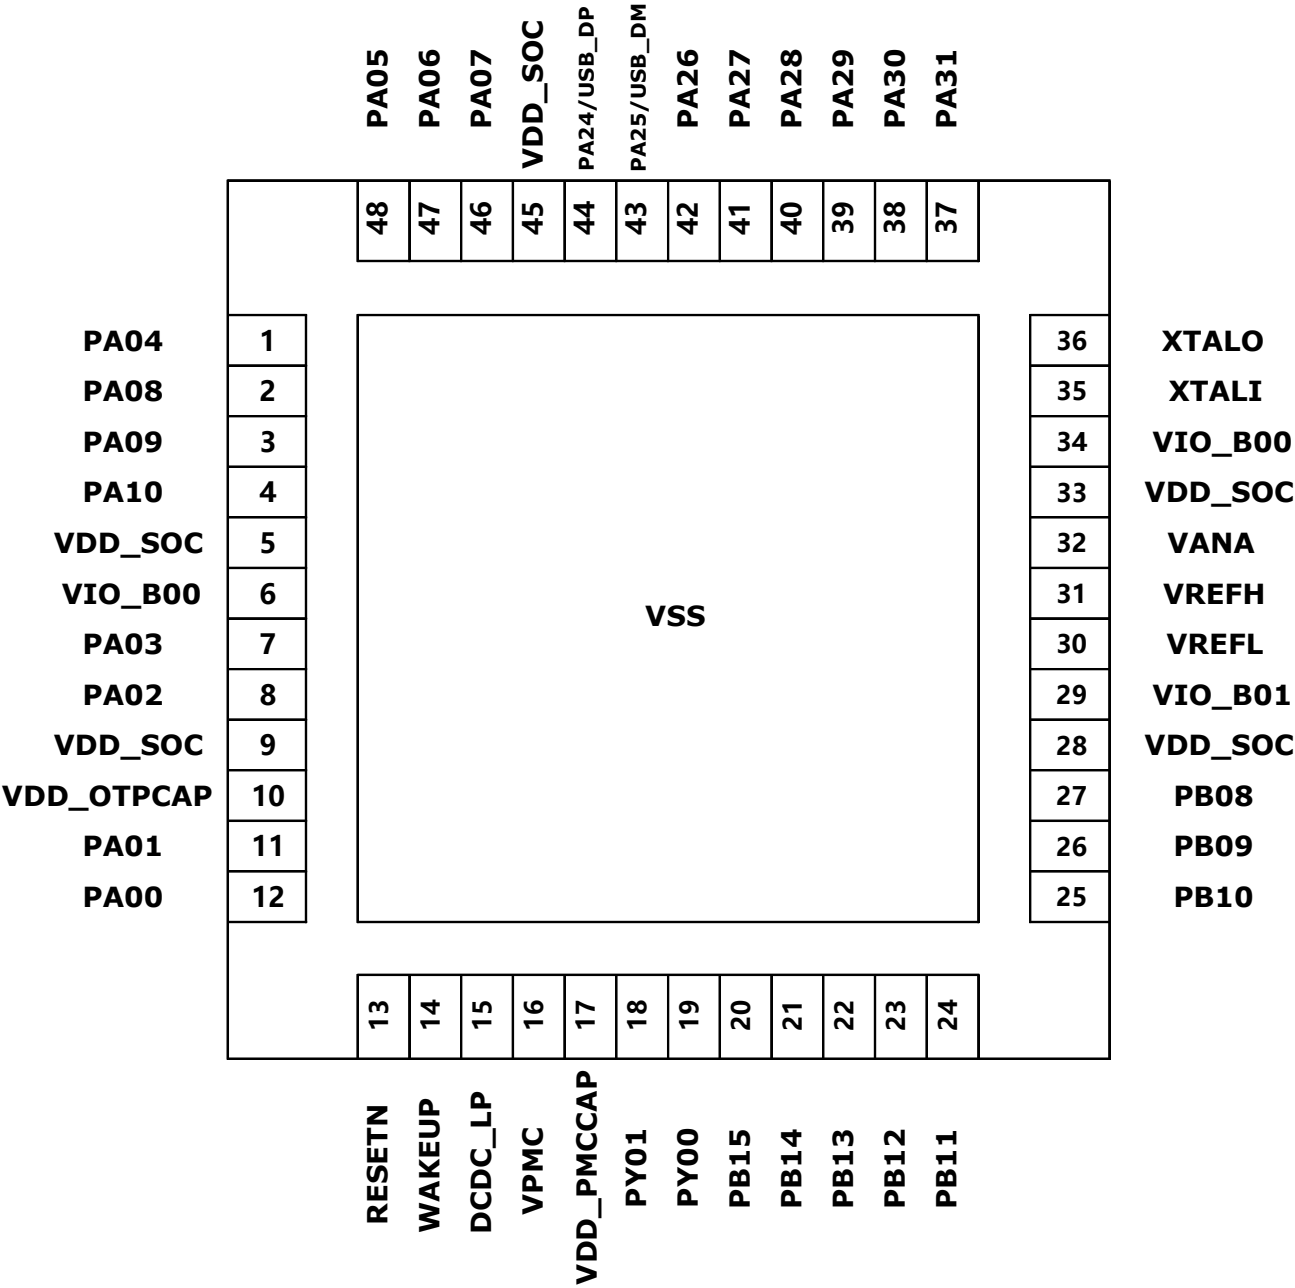 PA05
PA06
PA07
VDD_SOC
PA24/USB_DP
PA25/USB_DM
PA26
PA27
PA28
PA29
PA30
PA31
48
47
46
45
44
43
42
41
40
39
38
37
PA04 1
PA08 2
PA09 3
PA10 4
VDD_SOC 5
VIO_B00 6
PA03 7
PA02 8
VDD_SOC 9
VDD_OTPCAP 10
PA01 11
PA00 12
VSS
36 XTALO
35 XTALI
34 VIO_B00
33 VDD_SOC
32 VANA
31 VREFH
30 VREFL
29 VIO_B01
28 VDD_SOC
27 PB08
26 PB09
25 PB10
13
14
15
16
17
18
19
20
21
22
23
24
RESETN
WAKEUP
DCDC_LP
VPMC
VDD_PMCCAP
PY01
PY00
PB15
PB14
PB13
PB12
PB11